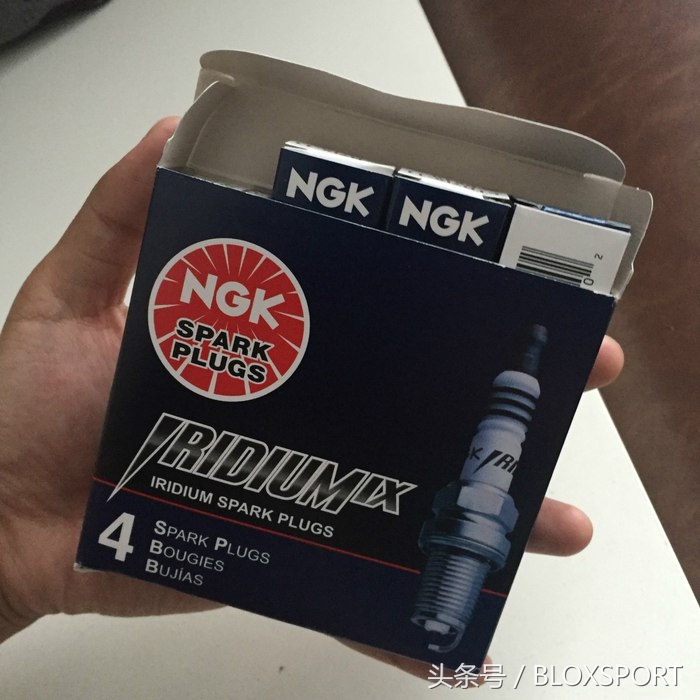 NGK
NGK
02
NGK
SPARK
PLUGS
IRIDIUM IX
IRIDIUM SPARK PLUGS
4
SPARK PLUGS
BOUGIES
BUJÍAS
头条号 / BLOXSPORT